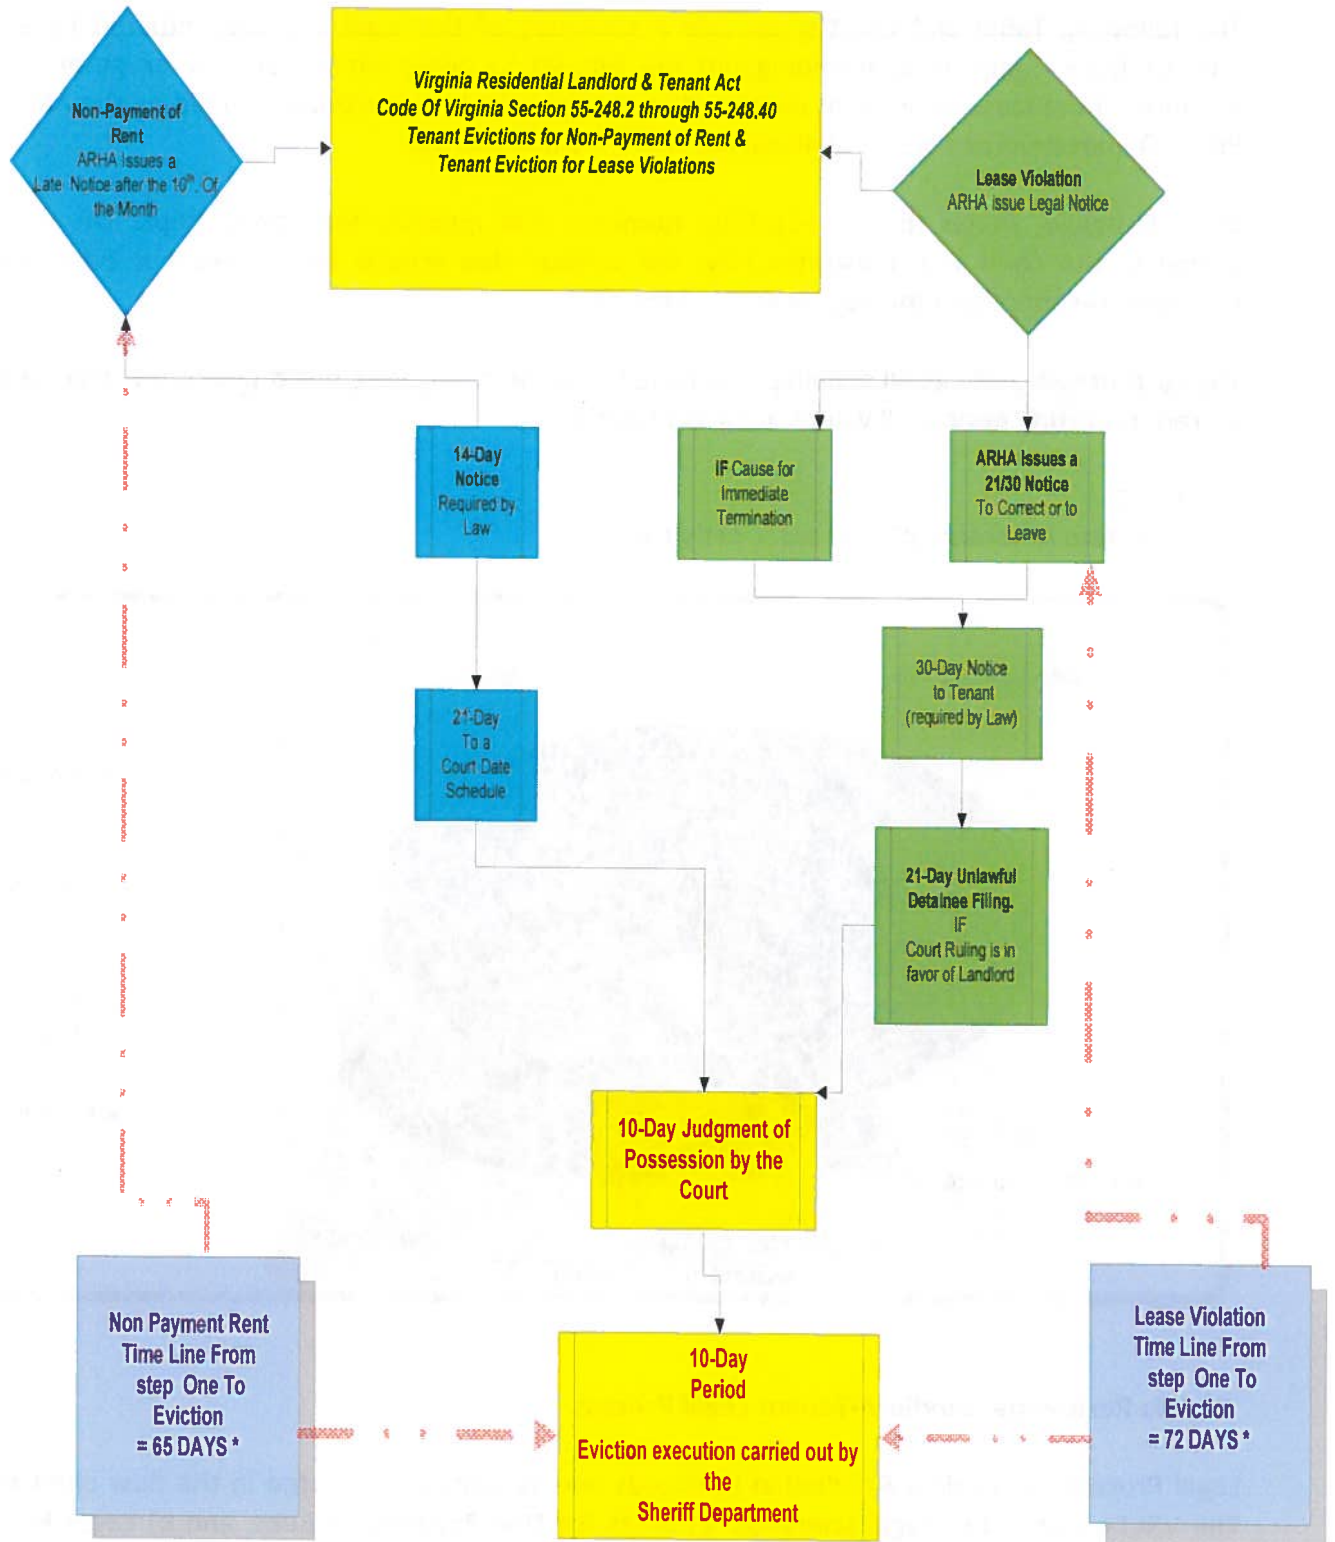 Non-Payment of
Rent
ARHA Issues a
Late Notice after the 10th. Of
the Month
Virginia Residential Landlord & Tenant Act
Code Of Virginia Section 55-248.2 through 55-248.40
Tenant Evictions for Non-Payment of Rent &
Tenant Eviction for Lease Violations
Lease Violation
ARHA issue Legal Notice
14-Day
Notice
Required by
Law
IF Cause for
Immediate
Termination
ARHA Issues a
21/30 Notice
To Correct or to
Leave
30-Day Notice
to Tenant
(required by Law)
21-Day
To a
Court Date
Schedule
21-Day Unlawful
Detainee Filing.
IF
Court Ruling is in
favor of Landlord
10-Day Judgment of
Possession by the
Court
Non Payment Rent
Time Line From
step One To
Eviction
= 65 DAYS *
10-Day
Period
Eviction execution carried out by
the
Sheriff Department
Lease Violation
Time Line From
step One To
Eviction
= 72 DAYS *